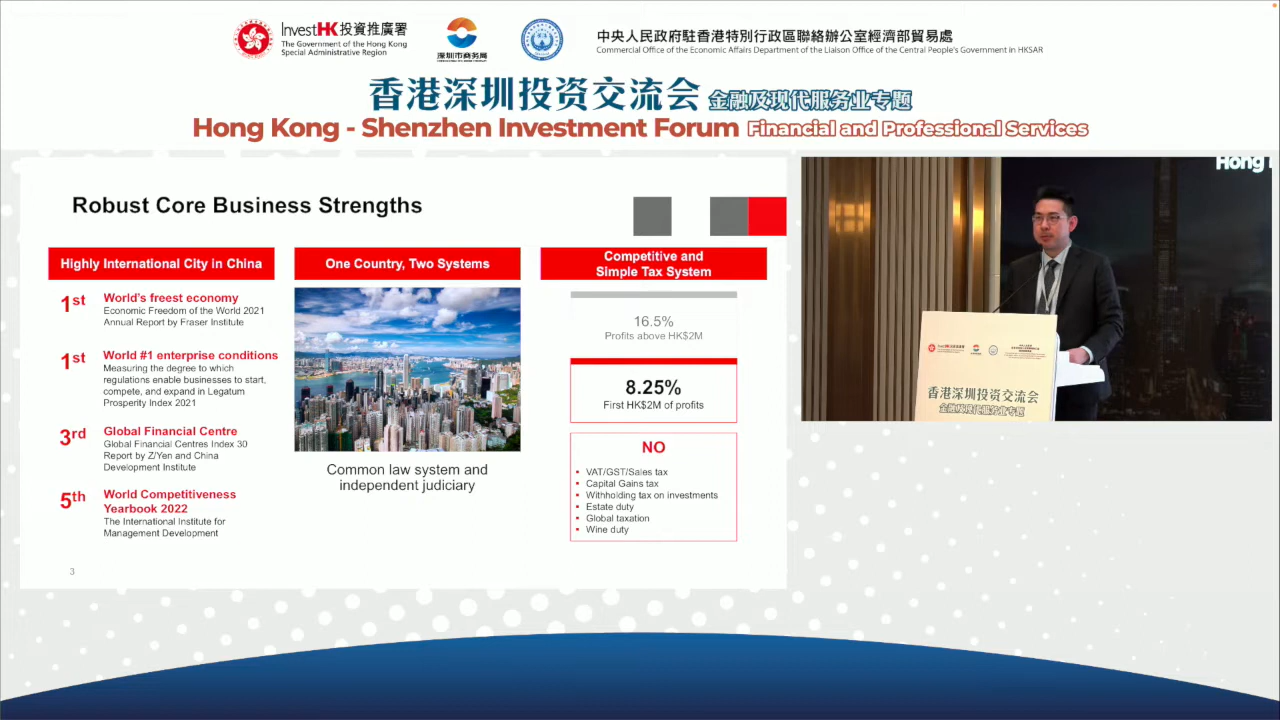 InvestHK投資推廣署
The Government of the Hong Kong
Special Administrative Region
深圳市商务局
中央人民政府駐香港特別行政區聯絡辦公室經濟部貿易處
Commercial Office of the Economic Affairs Department of the Liaison Office of the Central People's Government in HKSAR
香港深圳投资交流会 金融及现代服务业专题
Hong Kong - Shenzhen Investment Forum Financial and Professional Services
Robust Core Business Strengths
Highly International City in China
1st
World's freest economy
Economic Freedom of the World 2021
Annual Report by Fraser Institute
1st
World #1 enterprise conditions
Measuring the degree to which
regulations enable businesses to start,
compete, and expand in Legatum
Prosperity Index 2021
3rd
Global Financial Centre
Global Financial Centres Index 30
Report by Z/Yen and China
Development Institute
5th
World Competitiveness
Yearbook 2022
The International Institute for
Management Development
One Country, Two Systems
Common law system and
independent judiciary
Competitive and
Simple Tax System
16.5%
Profits above HK$2M
8.25%
First HK$2M of profits
NO
▪ VAT/GST/Sales tax
▪ Capital Gains tax
▪ Withholding tax on investments
▪ Estate duty
▪ Global taxation
▪ Wine duty
3
Hong
InvestHK
香港深圳投资交流会
金融及现代服务业专题